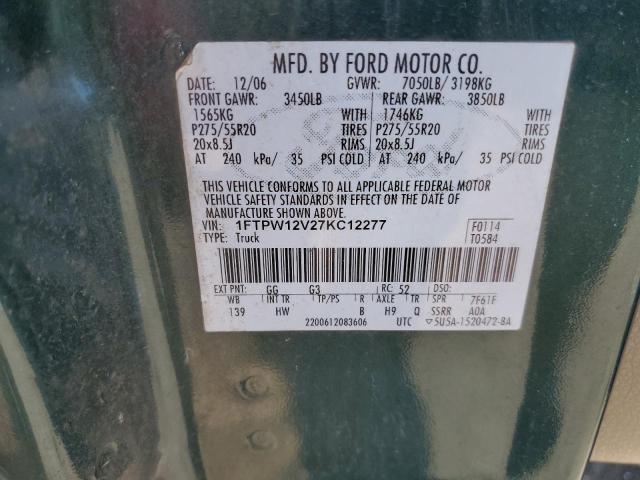 MFD. BY FORD MOTOR CO.
DATE: 12/06 GVWR: 7050LB/ 3198KG
FRONT GAWR: 3450LB REAR GAWR: 3850LB
1565KG WITH 1746KG WITH
P275/55R20 TIRES P275/55R20 TIRES
20x8.5J RIMS 20x8.5J RIMS
AT 240 kPa/ 35 PSI COLD AT 240 kPa/ 35 PSI COLD
THIS VEHICLE CONFORMS TO ALL APPLICABLE FEDERAL MOTOR
VEHICLE SAFETY STANDARDS IN EFFECT ON THE DATE OF
MANUFACTURE SHOWN ABOVE.
VIN: 1FTPW12V27KC12277 F0114
TYPE: Truck T0584
EXT PNT: GG G3 RC: 52 DSO:
WB INT TR TP/PS R AXLE TR SPR 7F61F
139 HW B H9 Q SSRR A0A
2200612083606 UTC ▽5U5A-1520472-BA